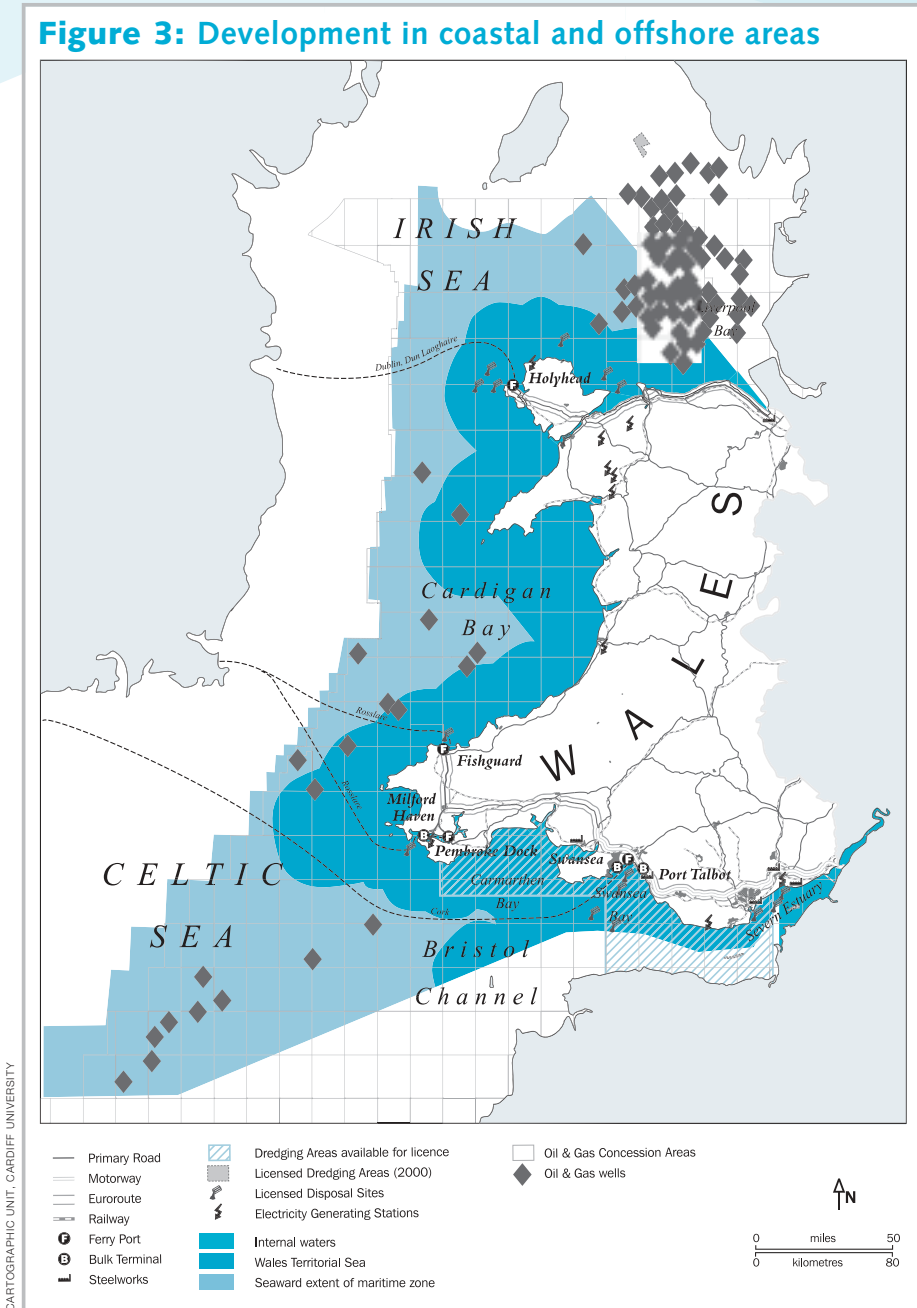 Figure 3: Development in coastal and offshore areas
IRISH
SEA
Liverpool
Bay
Dublin, Dun Laoghaire
Holyhead
WALES
Cardigan
Bay
Rosslare
Fishguard
Rosslare
Milford
Haven
Pembroke Dock
Swansea
Port Talbot
CELTIC
SEA
Carmarthen
Bay
Swansea
Bay
Severn Estuary
Cork
Bristol
Channel
F
F
B
F
B
F
B
CARTOGRAPHIC UNIT, CARDIFF UNIVERSITY
Primary Road
Motorway
Euroroute
Railway
F Ferry Port
B Bulk Terminal
Steelworks
Dredging Areas available for licence
Licensed Dredging Areas (2000)
Licensed Disposal Sites
Electricity Generating Stations
Internal waters
Wales Territorial Sea
Seaward extent of maritime zone
Oil & Gas Concession Areas
Oil & Gas wells
N
0 miles 50
0 kilometres 80